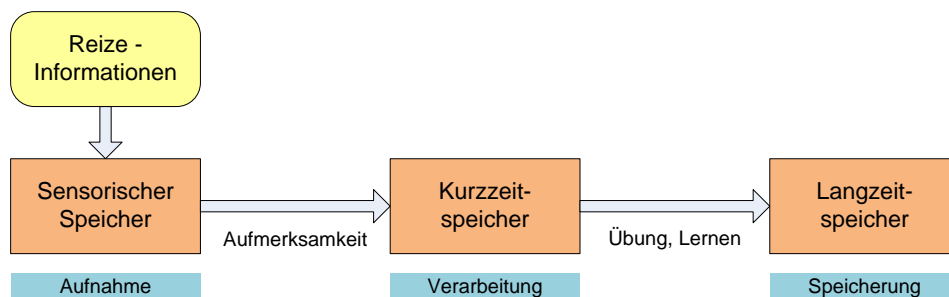 Reize -
Informationen
Sensorischer
Speicher
Aufmerksamkeit
Kurzzeit-
speicher
Übung, Lernen
Langzeit-
speicher
Aufnahme
Verarbeitung
Speicherung